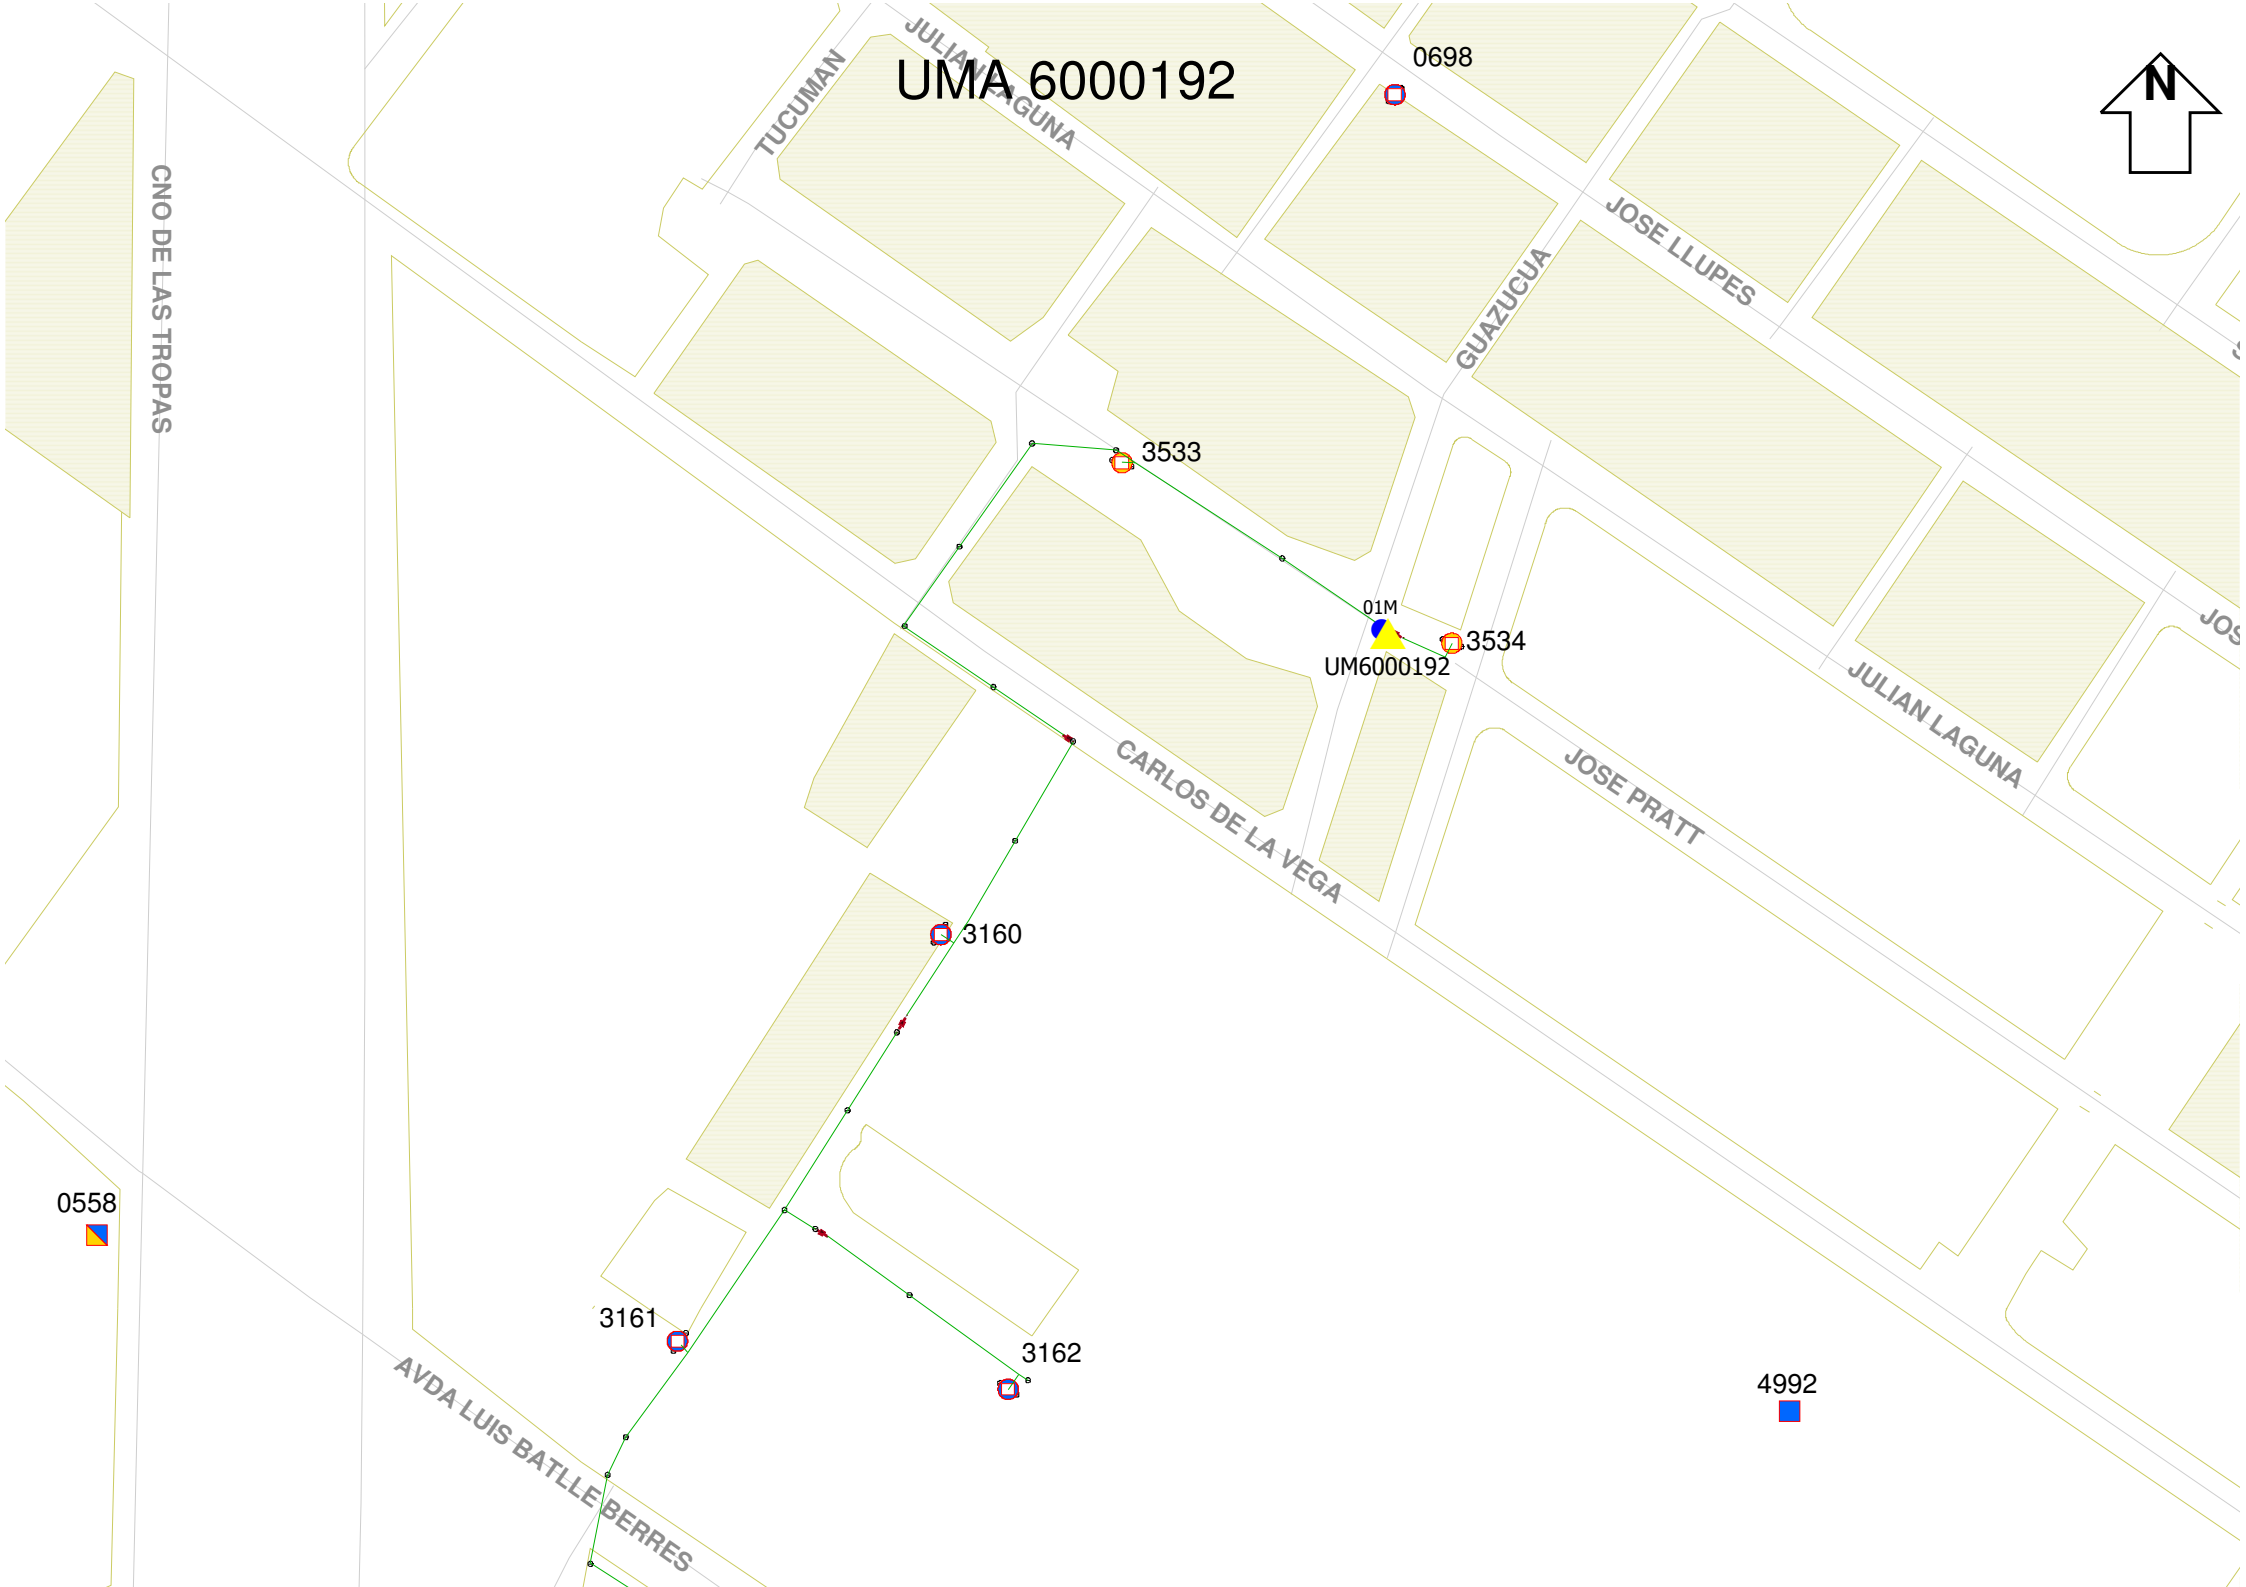 JULIAN LAGUNA
0698
UMA 6000192
TUCUMAN
N
CNO DE LAS TROPAS
JOSE LLUPES
GUAZUCUA
3533
01M
3534
JOS
UM6000192
JULIAN LAGUNA
CARLOS DE LA VEGA
JOSE PRATT
3160
0558
3161
3162
AVDA LUIS BATLLE BERRES
4992